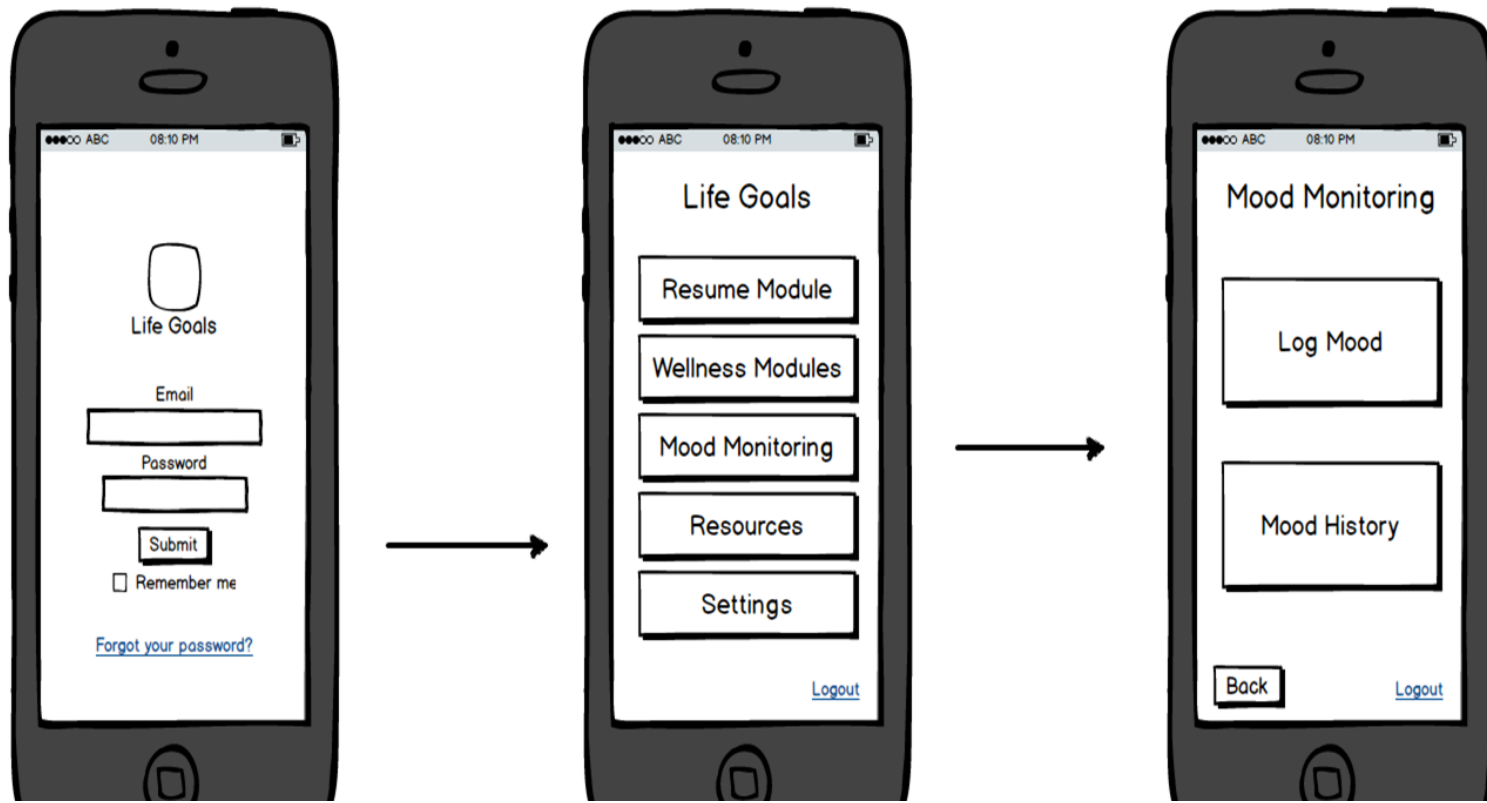 ABC 08:10 PM
Life Goals
Email
Password
Submit
Remember me
Forgot your password?
ABC 08:10 PM
Life Goals
Resume Module
Wellness Modules
Mood Monitoring
Resources
Settings
Logout
ABC 08:10 PM
Mood Monitoring
Log Mood
Mood History
Back Logout